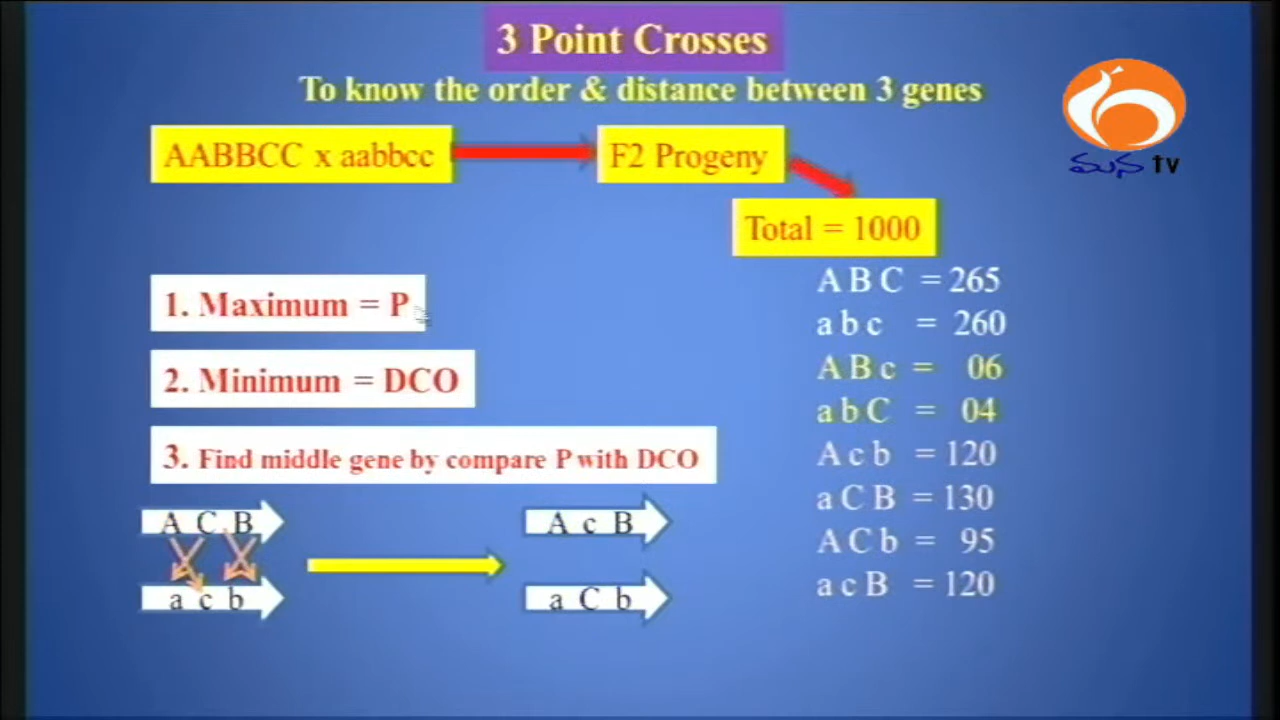 3 Point Crosses
To know the order & distance between 3 genes
AABBCC x aabbcc
F2 Progeny
మన tv
Total = 1000
1. Maximum = P
2. Minimum = DCO
3. Find middle gene by compare P with DCO
A B C = 265
a b c = 260
A B c = 06
a b C = 04
A c b = 120
a C B = 130
A C b = 95
a c B = 120
A C B
A c B
a c b
a C b